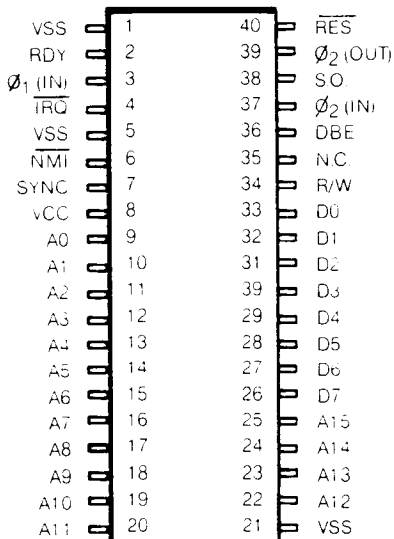 VSS 1 40 RES
RDY 2 39 Ø2 (OUT)
Ø1 (IN) 3 38 S.O.
IRQ 4 37 Ø2 (IN)
VSS 5 36 DBE
NMI 6 35 N.C.
SYNC 7 34 R/W
VCC 8 33 D0
A0 9 32 D1
A1 10 31 D2
A2 11 39 D3
A3 12 29 D4
A4 13 28 D5
A5 14 27 D6
A6 15 26 D7
A7 16 25 A15
A8 17 24 A14
A9 18 23 A13
A10 19 22 A12
A11 20 21 VSS